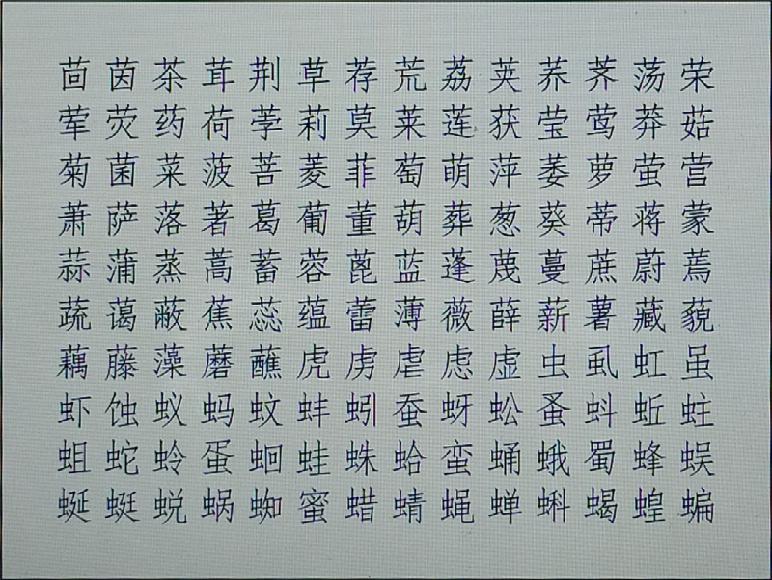 茴茵茶茸荆草荐荒荔荚荞荠荡荣
荤荧药荷荸莉莫莱莲获莹莺莽菇
菊菌菜菠菩菱菲萄萌萍萎萝萤营
萧萨落著葛葡董葫葬葱葵蒂蒋蒙
蒜蒲蒸蒿蓄蓉蓖蓝蓬蔑蔓蔗蔚蔫
蔬蔼蔽蕉蕊蕴蕾薄薇薛薪薯藏藐
藕藤藻蘑蘸虎虏虐虑虚虫虱虹虽
虾蚀蚁蚂蚊蚌蚓蚕蚜蚣蚤蚪蚯蛀
蛆蛇蛉蛋蛔蛙蛛蛤蛮蛹蛾蜀蜂蜈
蜒蜓蜕蜗蜘蜜蜡蜻蝇蝉蝌蝎蝗蝙